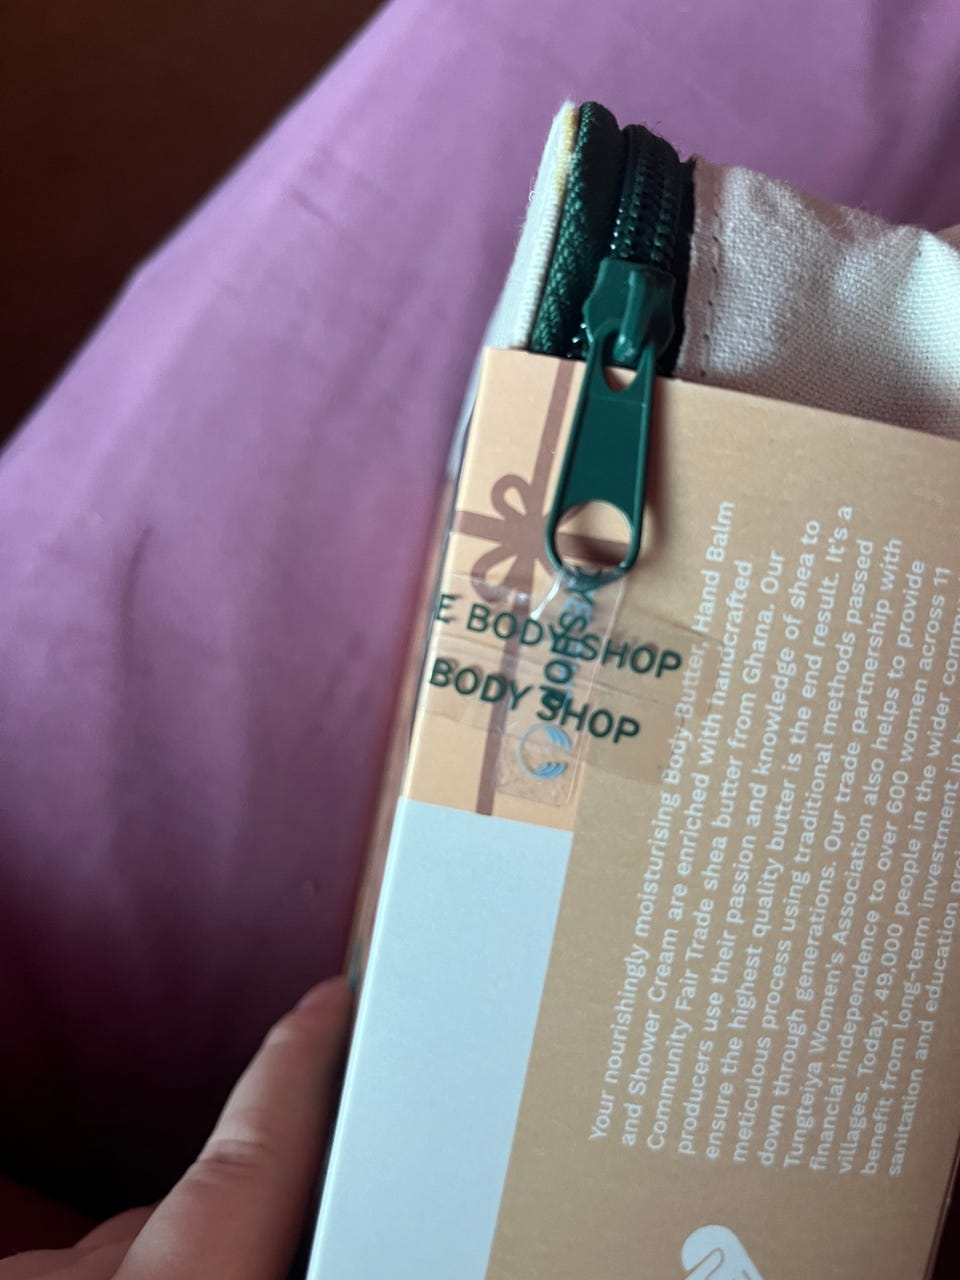 E BODY SHOP
BODY SHOP
Your nourishingly moisturising Body Butter, Hand Balm
and Shower Cream are enriched with handcrafted
Community Fair Trade shea butter from Ghana. Our
producers use their passion and knowledge of shea to
ensure the highest quality butter is the end result. It's a
meticulous process using traditional methods passed
down through generations. Our trade partnership with
Tungteiya Women's Association also helps to provide
financial independence to over 600 women across 11
villages. Today, 49,000 people in the wider
benefit from long-term investment in
sanitation and education